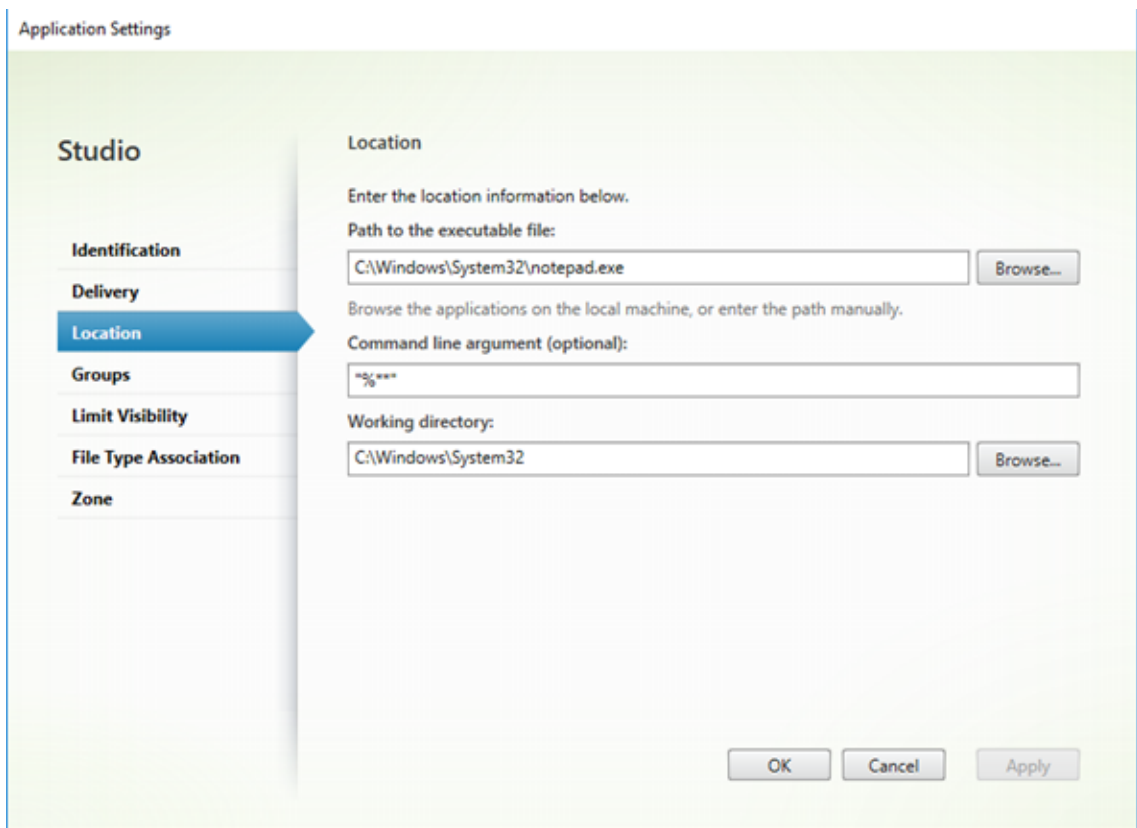 Application Settings
Studio
Identification
Delivery
Location
Groups
Limit Visibility
File Type Association
Zone
Location
Enter the location information below.
Path to the executable file:
C:\Windows\System32\notepad.exe
Browse...
Browse the applications on the local machine, or enter the path manually.
Command line argument (optional):
"%**"
Working directory:
C:\Windows\System32
Browse...
OK
Cancel
Apply